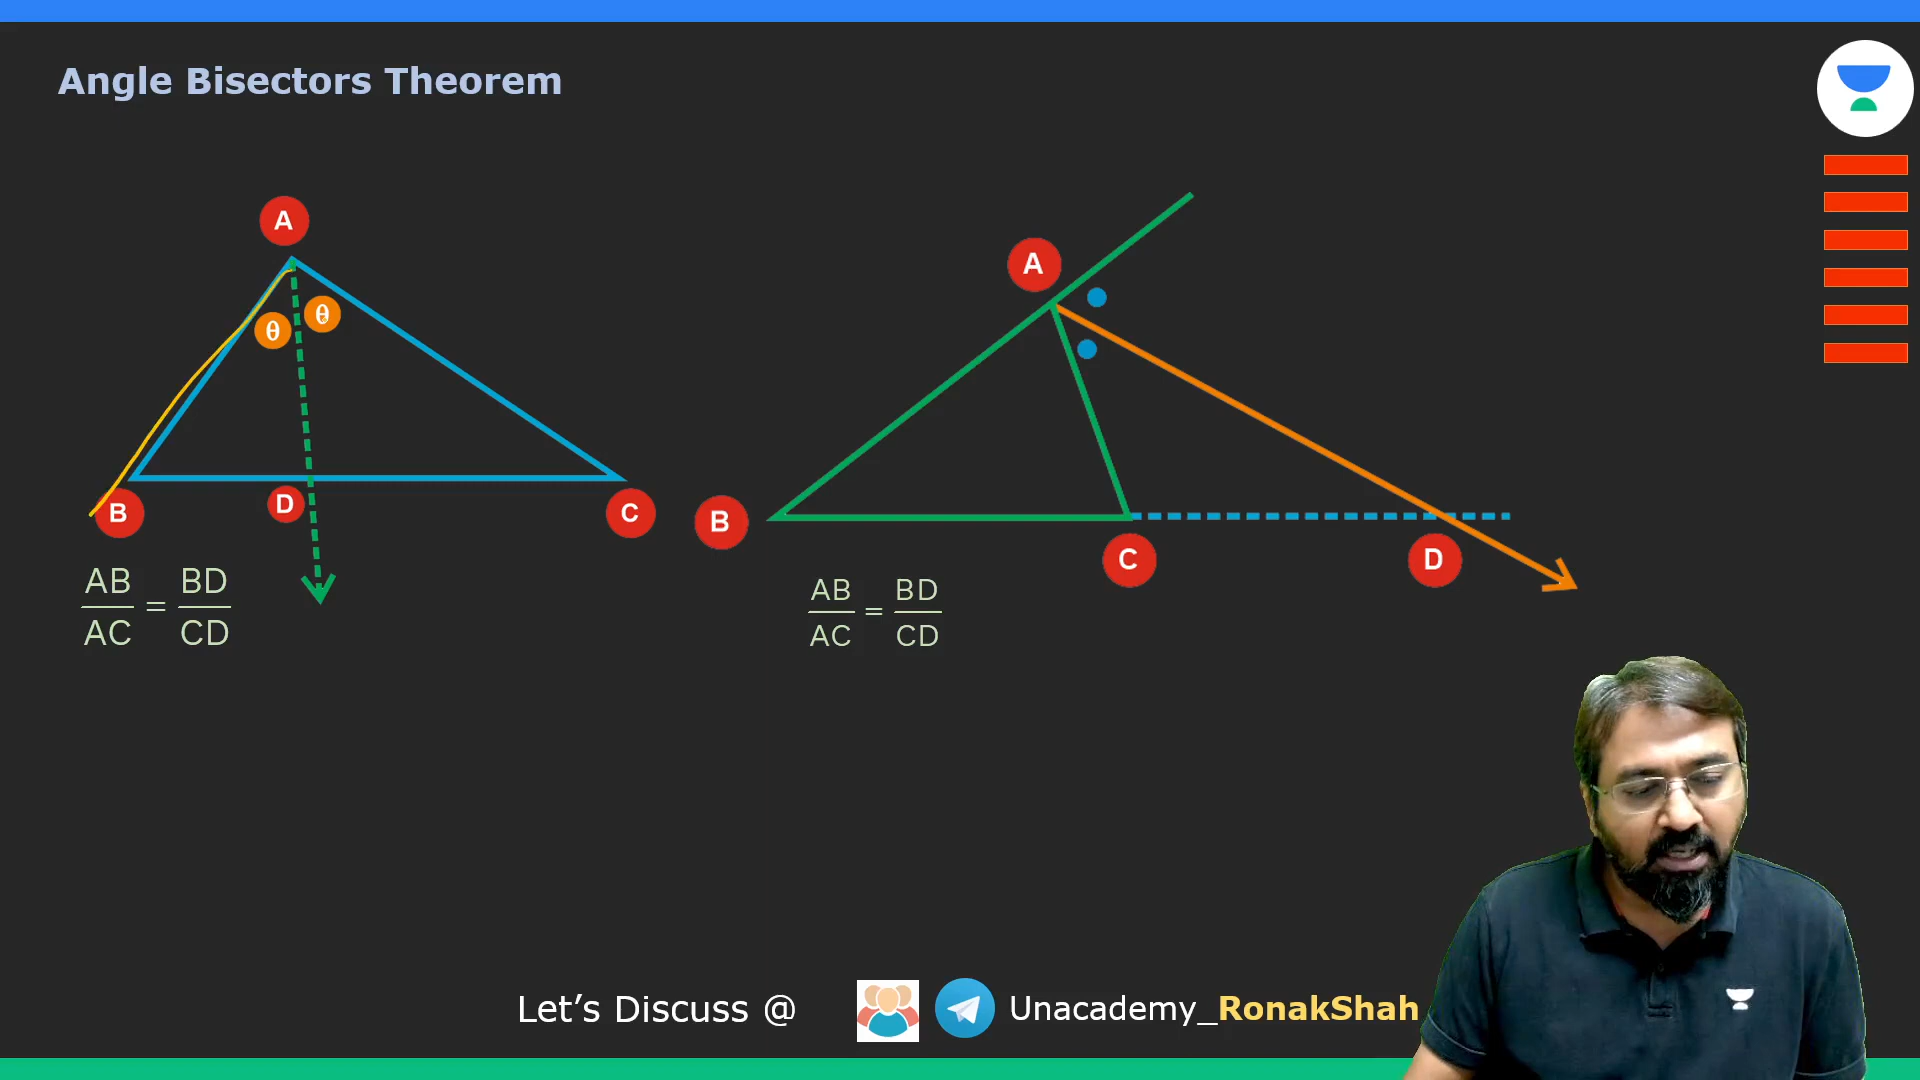 Angle Bisectors Theorem
A
θ θ
B D C
AB/AC = BD/CD
A
B C D
AB/AC = BD/CD
Let’s Discuss @ Unacademy_RonakShah